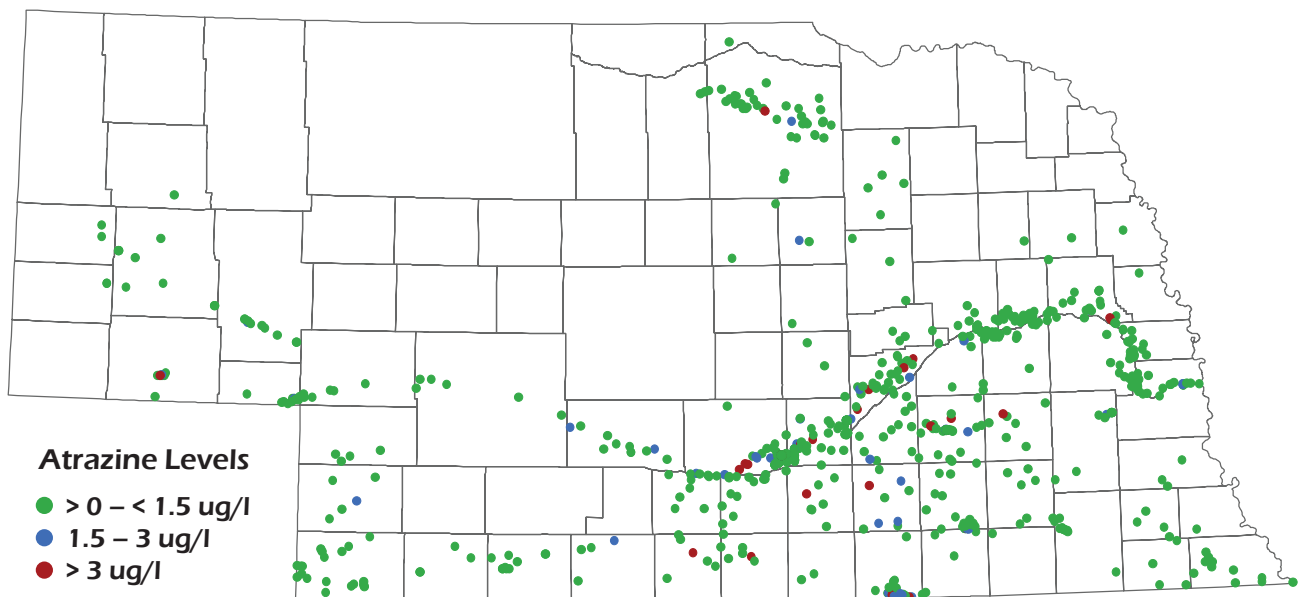 Atrazine Levels
> 0 – < 1.5 ug/l
1.5 – 3 ug/l
> 3 ug/l